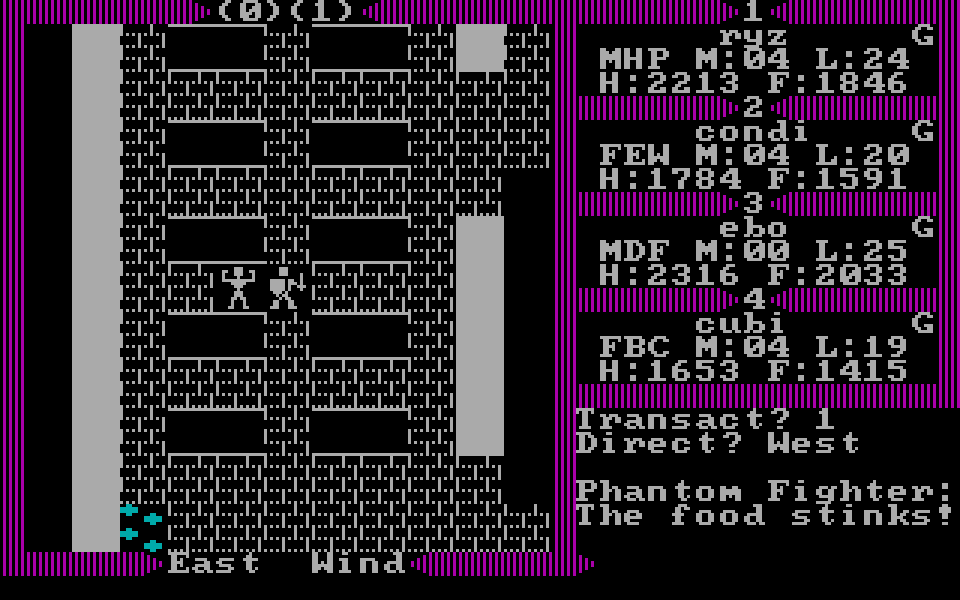 (0)(1)
1
ryz G
MHP M:04 L:24
H:2213 F:1846
2
condi G
FEW M:04 L:20
H:1784 F:1591
3
ebo G
MDF M:00 L:25
H:2316 F:2033
4
cubi G
FBC M:04 L:19
H:1653 F:1415
Transact? 1
Direct? West
Phantom Fighter:
The food stinks!
East Wind